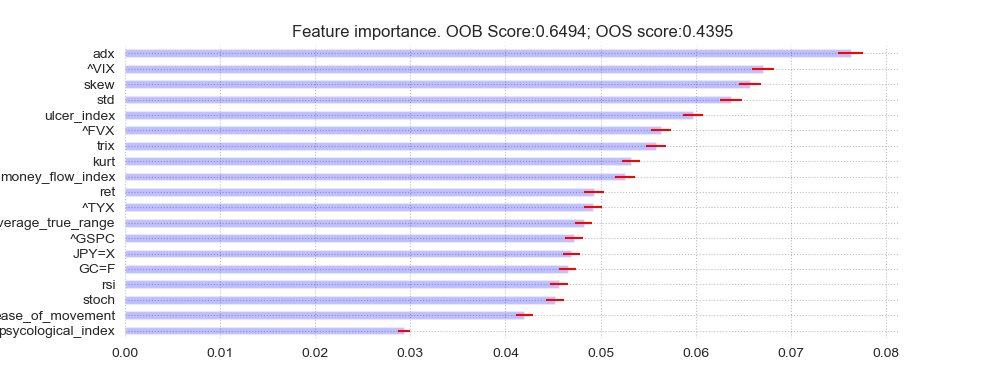 Feature importance. OOB Score:0.6494; OOS score:0.4395
adx
^VIX
skew
std
ulcer_index
^FVX
trix
kurt
money_flow_index
ret
^TYX
verage_true_range
^GSPC
JPY=X
GC=F
rsi
stoch
ease_of_movement
psycological_index
0.00 0.01 0.02 0.03 0.04 0.05 0.06 0.07 0.08